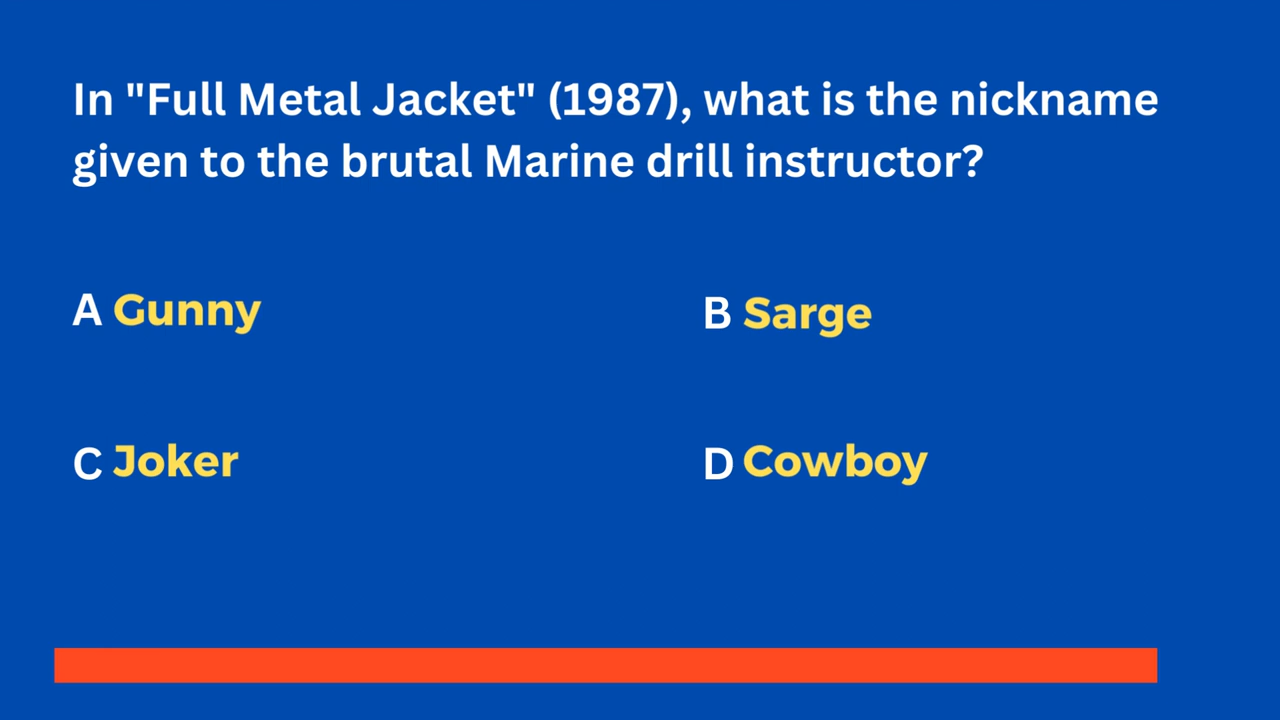 In "Full Metal Jacket" (1987), what is the nickname
given to the brutal Marine drill instructor?
A Gunny
B Sarge
C Joker
D Cowboy